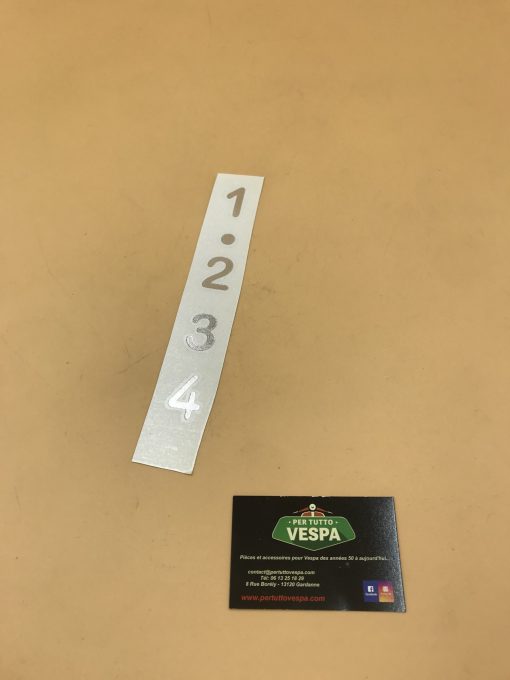 1
•
2
3
4
PER TUTTO
VESPA
Pièces et accessoires pour Vespa des années 50 à aujourd'hui...
contact@pertuttovespa.com
Tél: 06 13 25 18 29
8 Rue Borély - 13120 Gardanne
www.pertuttovespa.com